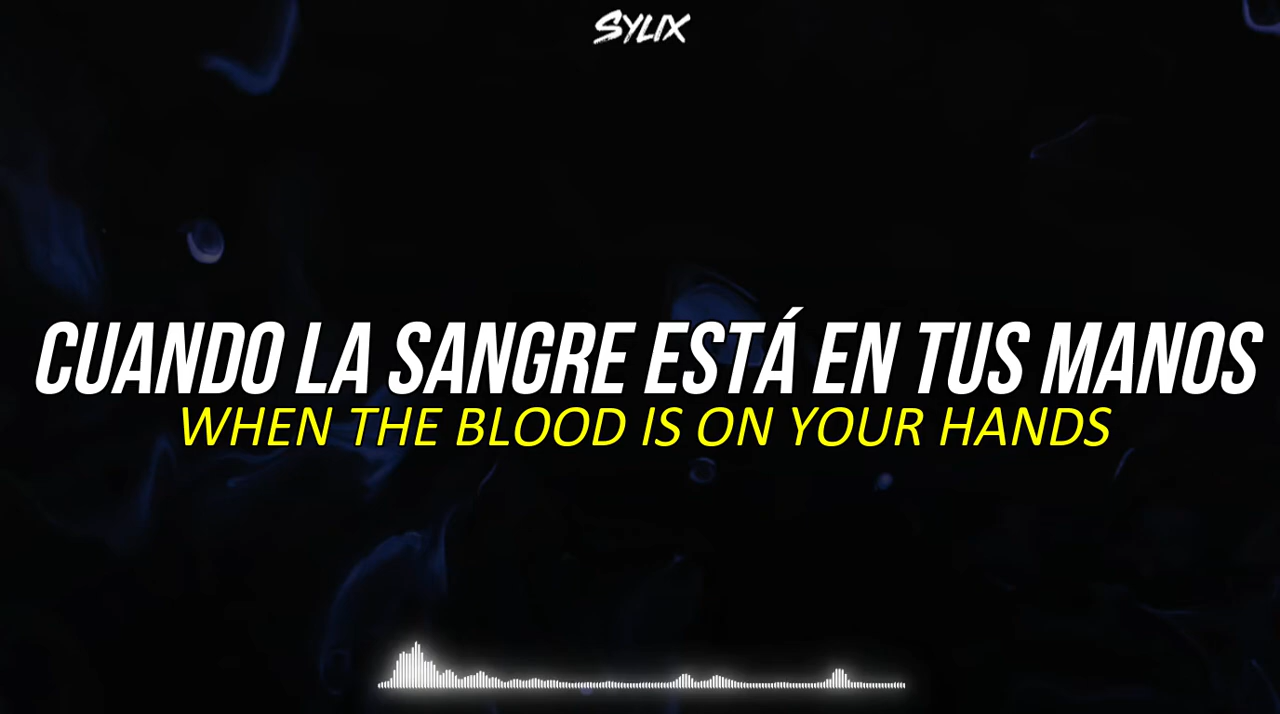 SYLIX
CUANDO LA SANGRE ESTÁ EN TUS MANOS
WHEN THE BLOOD IS ON YOUR HANDS